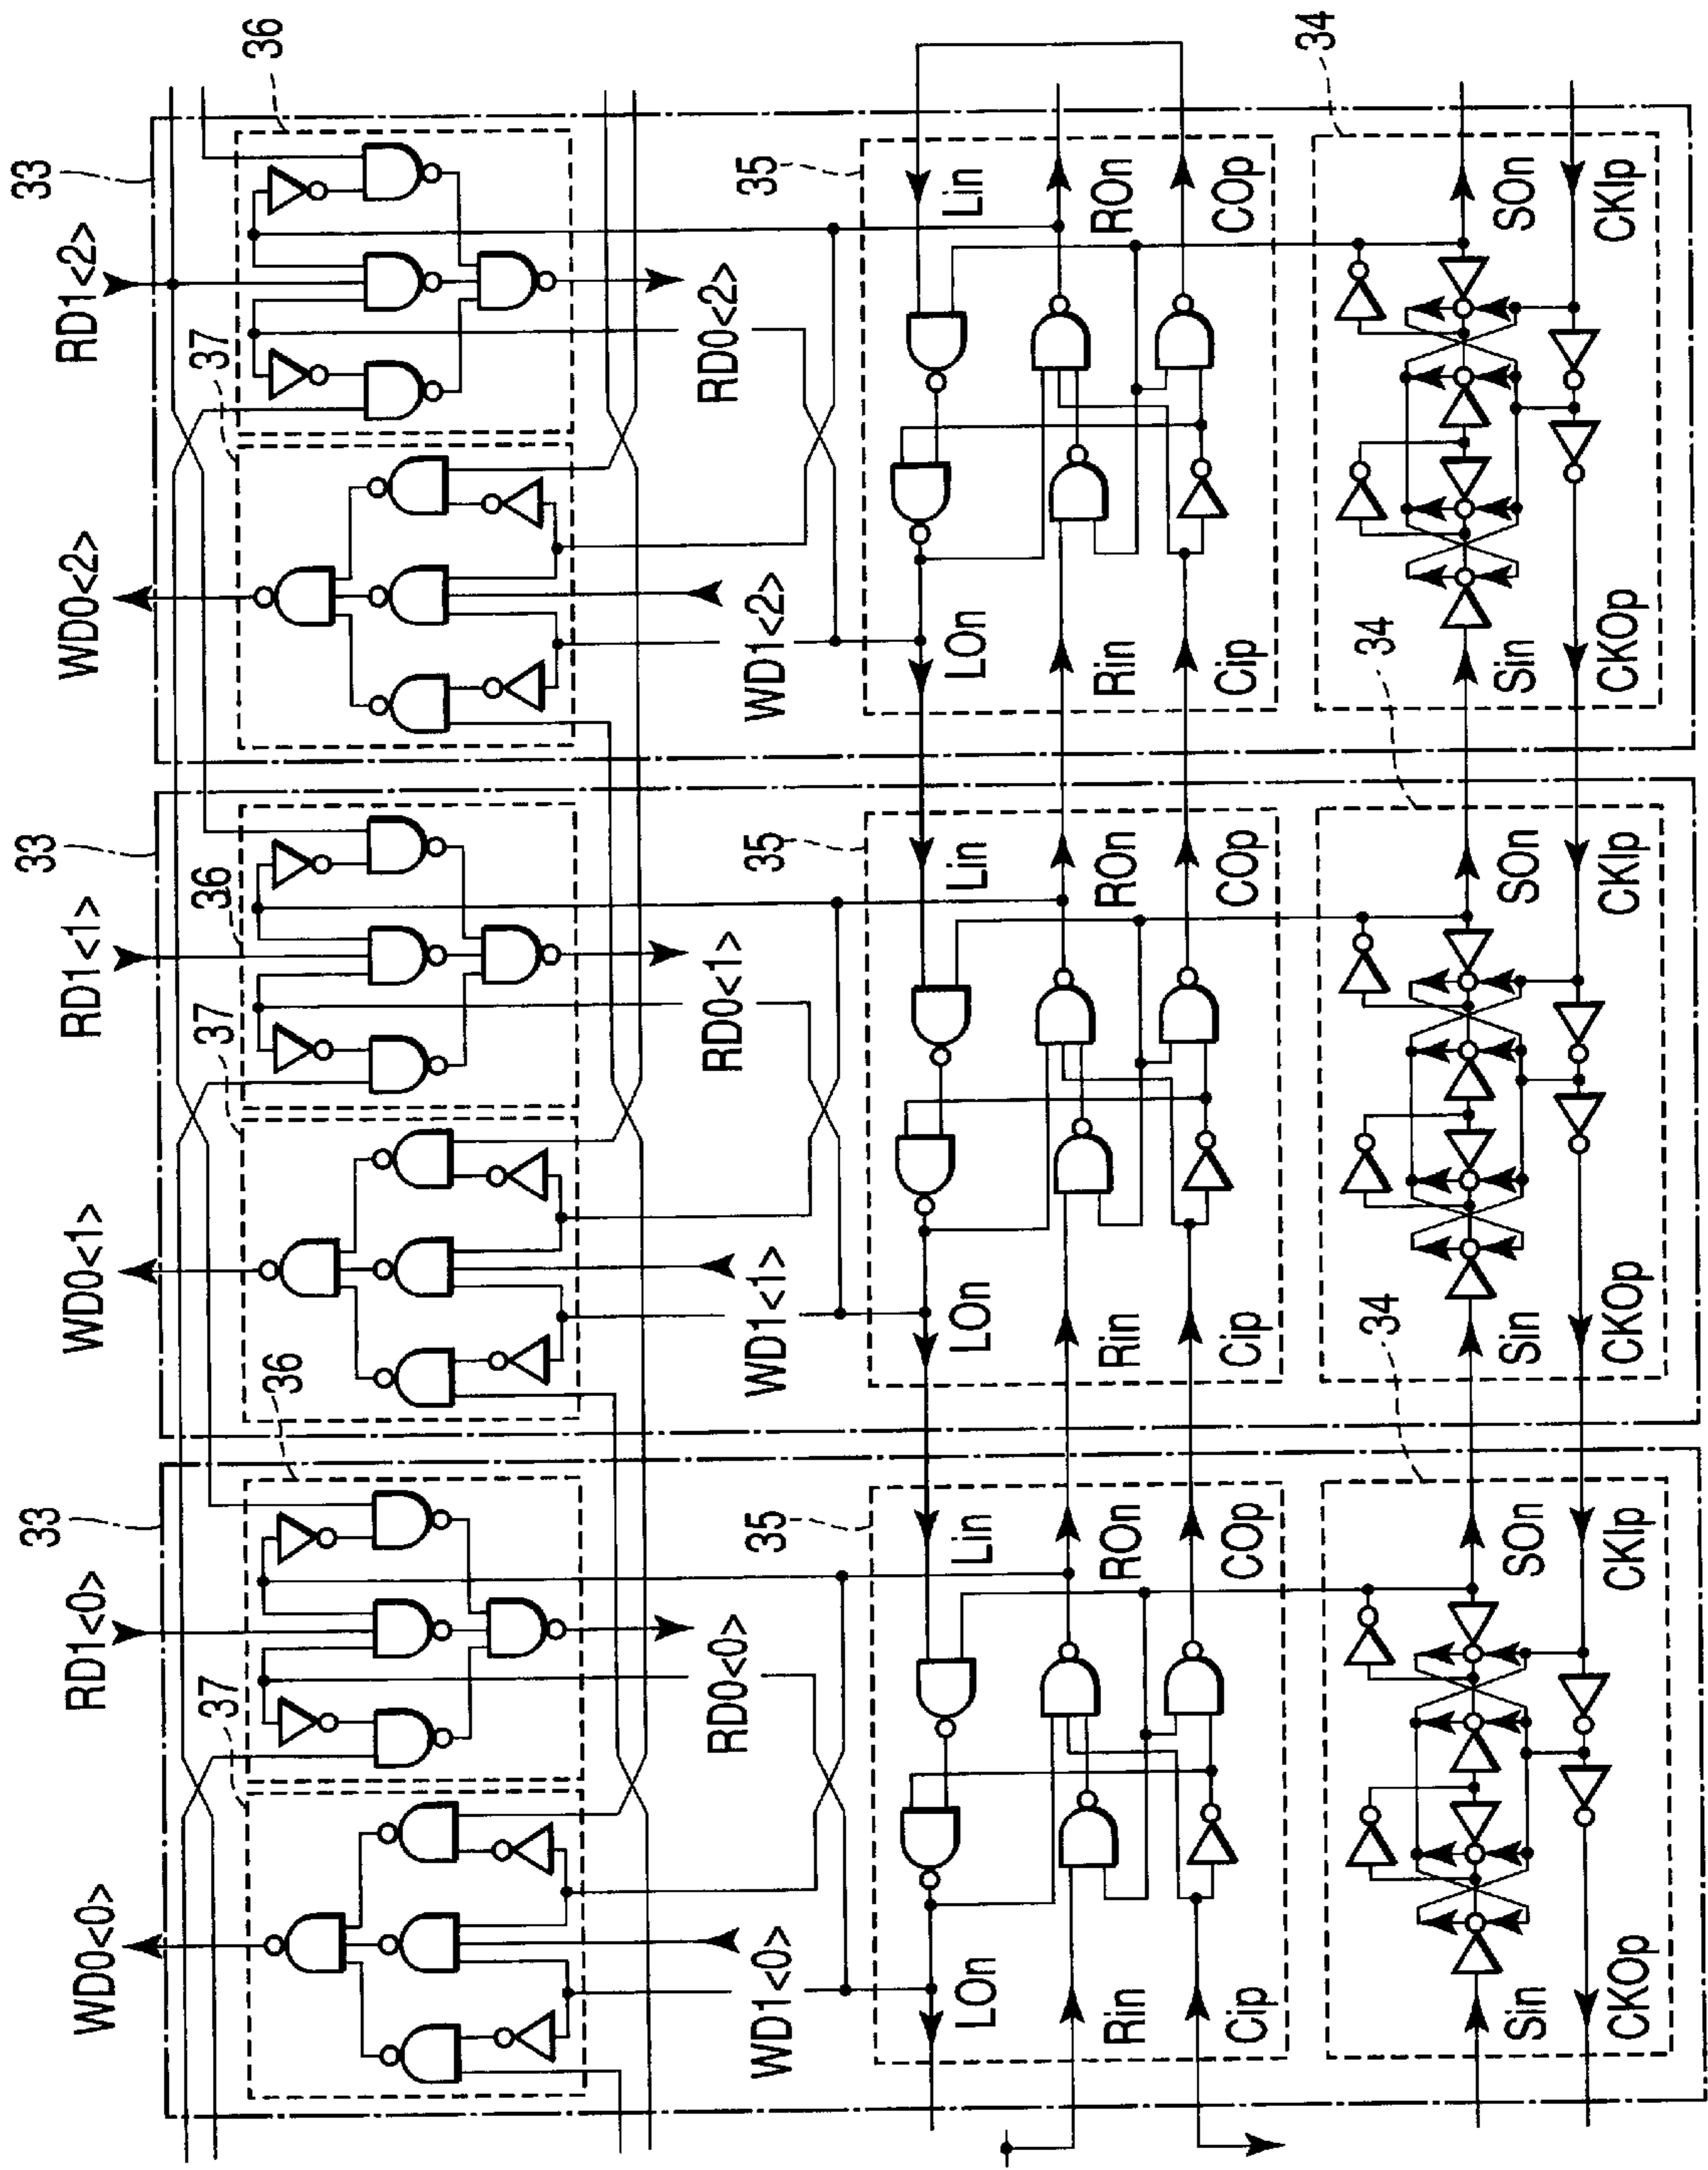 33
33
33
RD1<0>
RD1<1>
RD1<2>
36
36
36
37
37
37
WD0<0>
WD0<1>
WD0<2>
RD0<0>
RD0<1>
RD0<2>
WD1<0>
WD1<1>
WD1<2>
35
35
35
LOn
Lin
LOn
Lin
LOn
Lin
Rin
ROn
Rin
ROn
Rin
ROn
Cip
COp
Cip
COp
Cip
COp
34
34
34
34
Sin
SOn
Sin
SOn
Sin
SOn
CKOp
CKIp
CKOp
CKIp
CKOp
CKIp